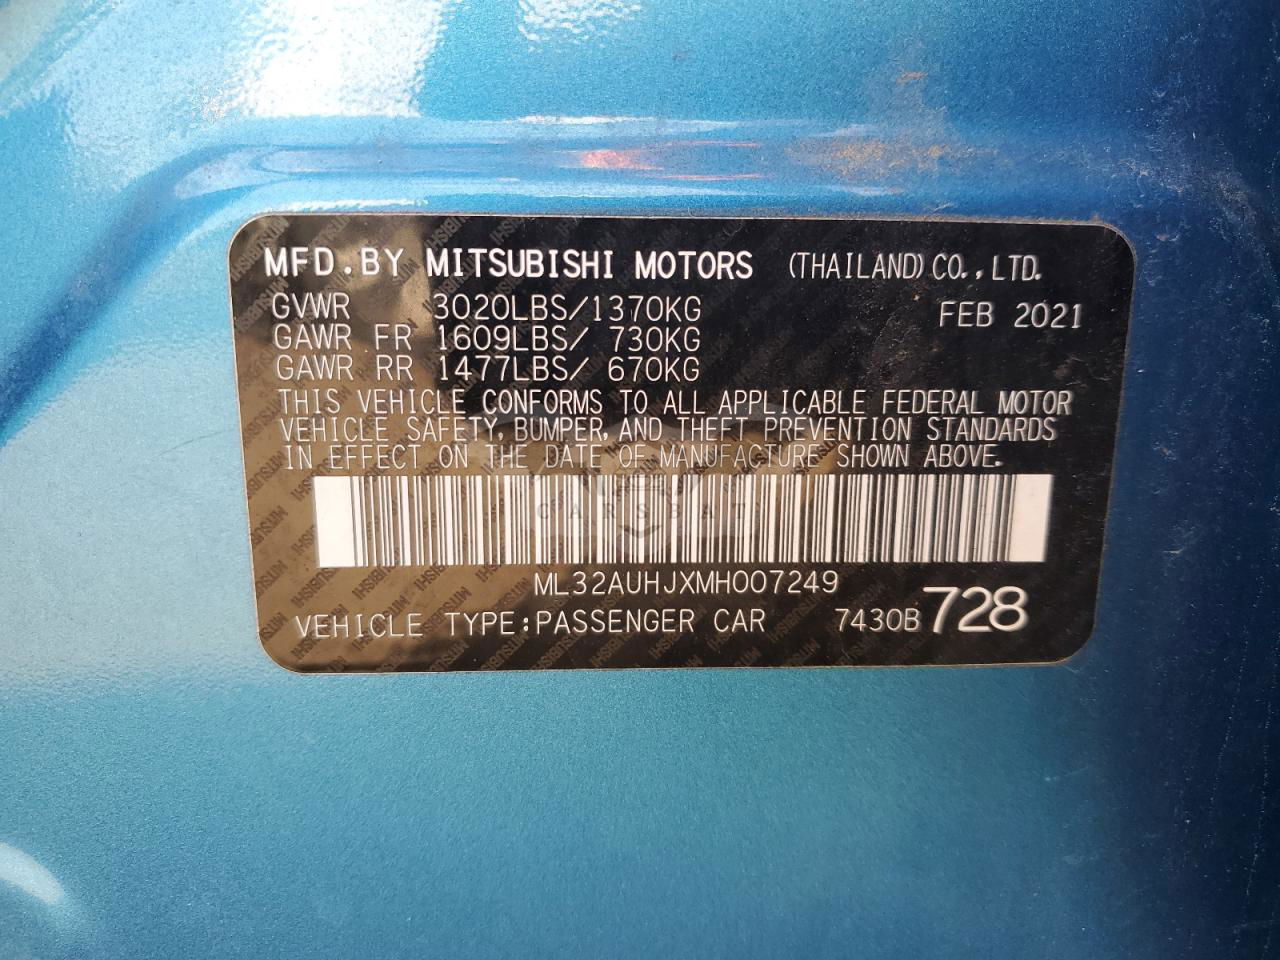 MFD.BY MITSUBISHI MOTORS (THAILAND) CO.,LTD.
GVWR 3020LBS/1370KG FEB 2021
GAWR FR 1609LBS/ 730KG
GAWR RR 1477LBS/ 670KG
THIS VEHICLE CONFORMS TO ALL APPLICABLE FEDERAL MOTOR
VEHICLE SAFETY, BUMPER, AND THEFT PREVENTION STANDARDS
IN EFFECT ON THE DATE OF MANUFACTURE SHOWN ABOVE.
CARSBAT
ML32AUHJXMH007249
VEHICLE TYPE:PASSENGER CAR 7430B 728